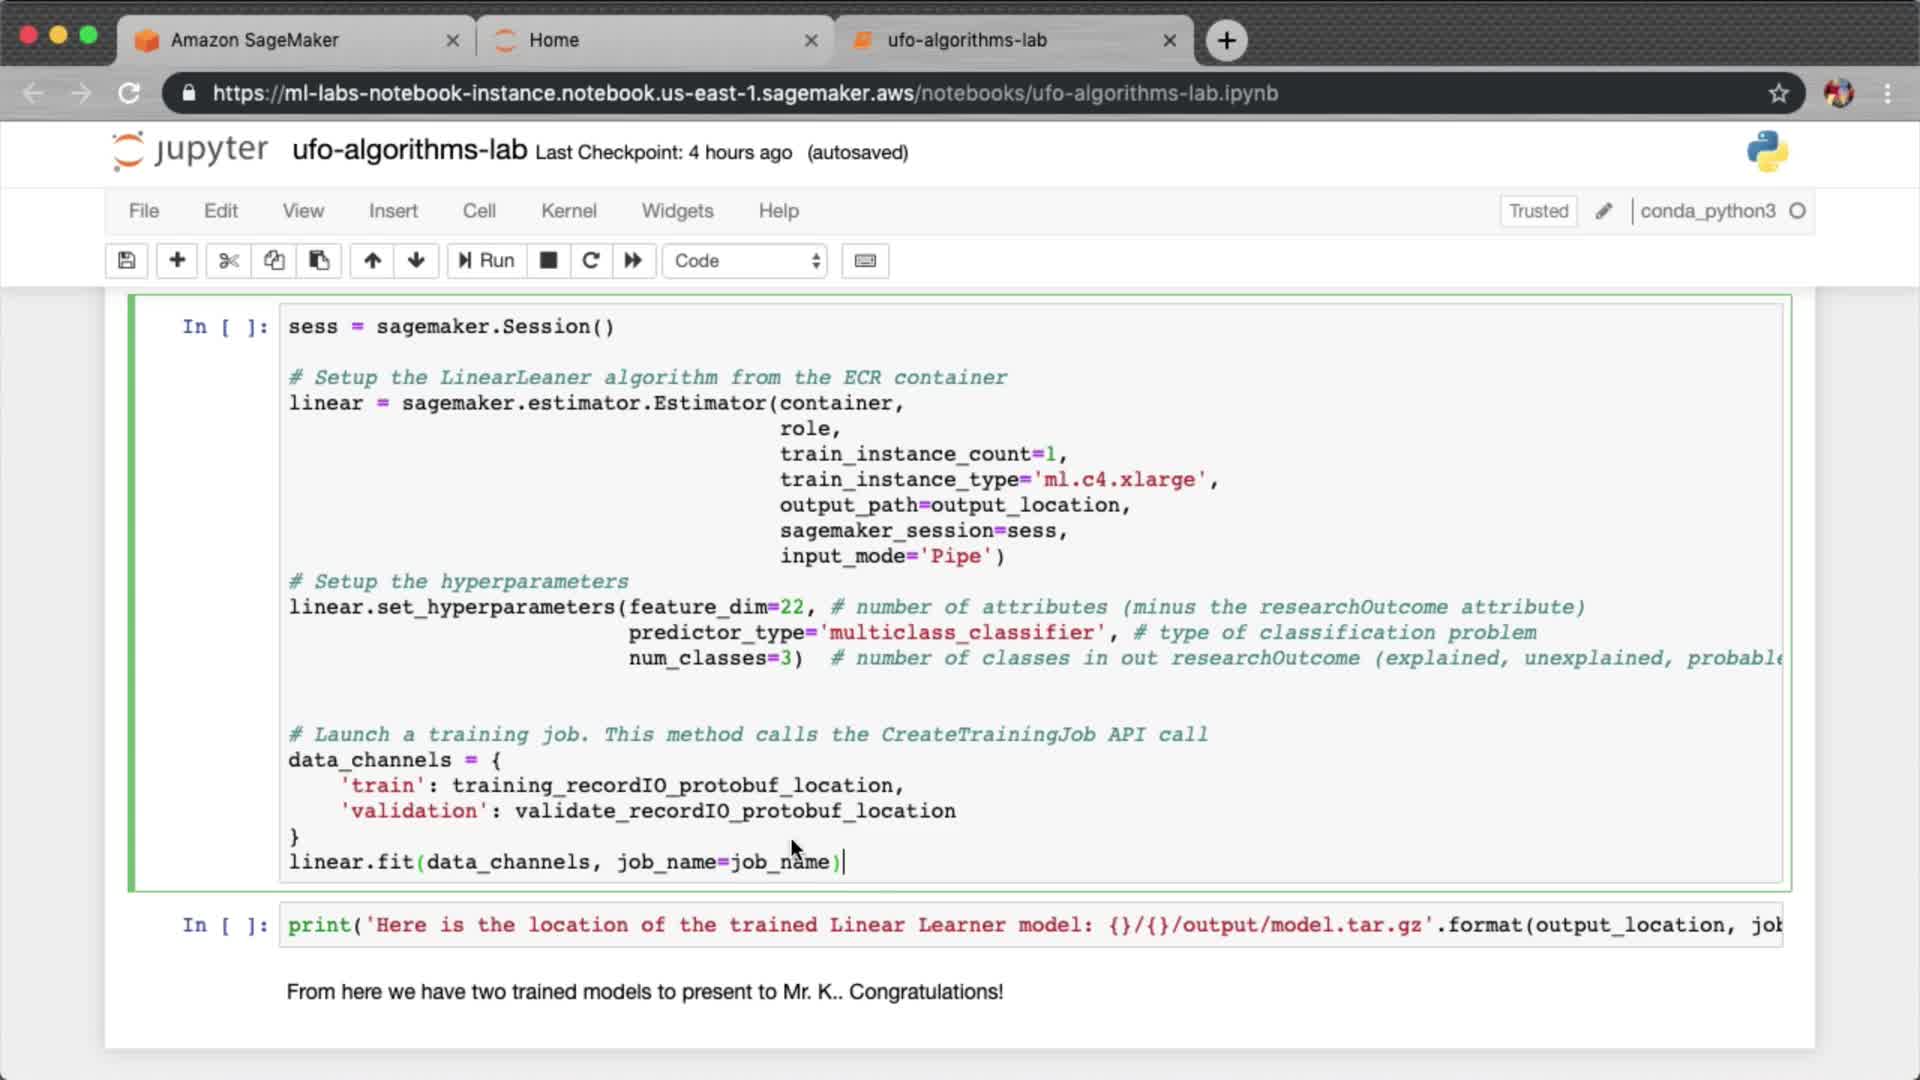 Amazon SageMaker
Home
ufo-algorithms-lab
https://ml-labs-notebook-instance.notebook.us-east-1.sagemaker.aws/notebooks/ufo-algorithms-lab.ipynb
jupyter ufo-algorithms-lab Last Checkpoint: 4 hours ago (autosaved)
File Edit View Insert Cell Kernel Widgets Help Trusted conda_python3
Run Code
In [ ]: sess = sagemaker.Session()
# Setup the LinearLeaner algorithm from the ECR container
linear = sagemaker.estimator.Estimator(container,
role,
train_instance_count=1,
train_instance_type='ml.c4.xlarge',
output_path=output_location,
sagemaker_session=sess,
input_mode='Pipe')
# Setup the hyperparameters
linear.set_hyperparameters(feature_dim=22, # number of attributes (minus the researchOutcome attribute)
predictor_type='multiclass_classifier', # type of classification problem
num_classes=3) # number of classes in out researchOutcome (explained, unexplained, probable
# Launch a training job. This method calls the CreateTrainingJob API call
data_channels = {
'train': training_recordIO_protobuf_location,
'validation': validate_recordIO_protobuf_location
}
linear.fit(data_channels, job_name=job_name)
In [ ]: print('Here is the location of the trained Linear Learner model: {}/{}/output/model.tar.gz'.format(output_location, job
From here we have two trained models to present to Mr. K.. Congratulations!